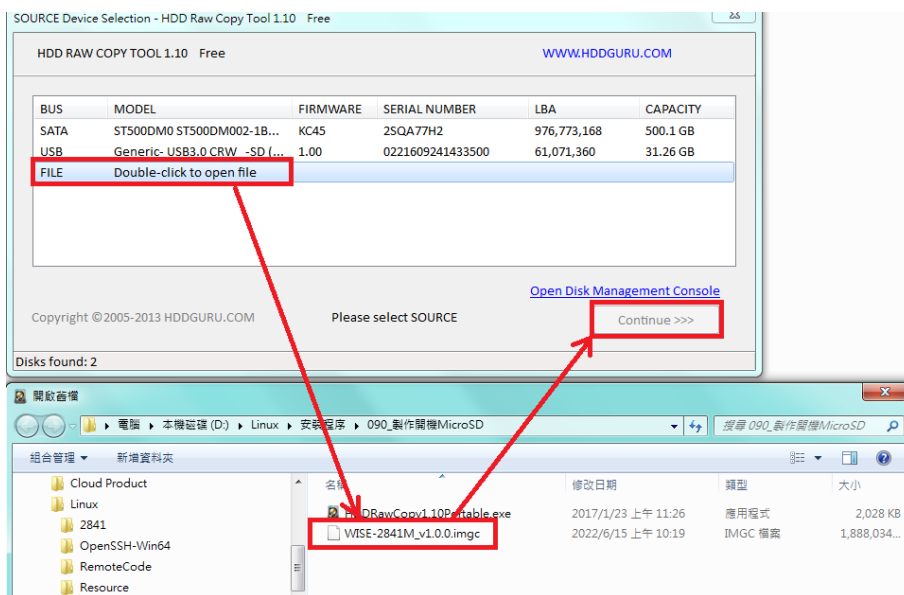 SOURCE Device Selection - HDD Raw Copy Tool 1.10 Free
HDD RAW COPY TOOL 1.10 Free WWW.HDDGURU.COM
BUS MODEL FIRMWARE SERIAL NUMBER LBA CAPACITY
SATA ST500DM0 ST500DM002-1B... KC45 2SQA77H2 976,773,168 500.1 GB
USB Generic- USB3.0 CRW -SD (... 1.00 0221609241433500 61,071,360 31.26 GB
FILE Double-click to open file
Open Disk Management Console
Copyright ©2005-2013 HDDGURU.COM Please select SOURCE Continue >>>
Disks found: 2
開啟舊檔
電腦 本機磁碟 (D:) Linux 安裝程序 090_製作開機MicroSD 搜尋 090_製作開機MicroSD
組合管理 新增資料夾
Cloud Product 名稱 修改日期 類型 大小
Linux
HDDRawCopy1.10Portable.exe 2017/1/23 上午 11:26 應用程式 2,028 KB
2841
WISE-2841M_v1.0.0.imgc 2022/6/15 上午 10:19 IMGC 檔案 1,888,034...
OpenSSH-Win64
RemoteCode
Resource